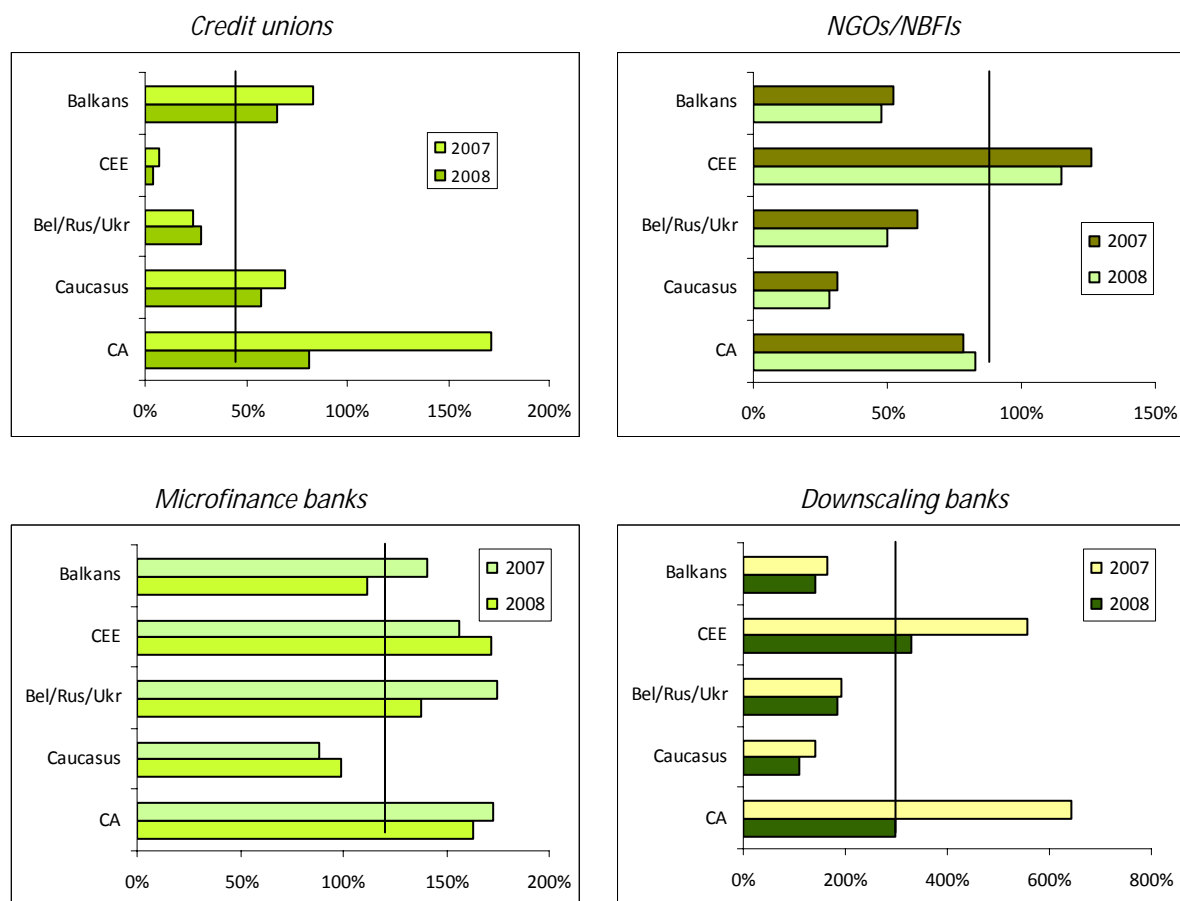 Credit unions
Balkans
CEE
Bel/Rus/Ukr
Caucasus
CA
2007
2008
0% 50% 100% 150% 200%
NGOs/NBFIs
Balkans
CEE
Bel/Rus/Ukr
Caucasus
CA
2007
2008
0% 50% 100% 150%
Microfinance banks
Balkans
CEE
Bel/Rus/Ukr
Caucasus
CA
2007
2008
0% 50% 100% 150% 200%
Downscaling banks
Balkans
CEE
Bel/Rus/Ukr
Caucasus
CA
2007
2008
0% 200% 400% 600% 800%